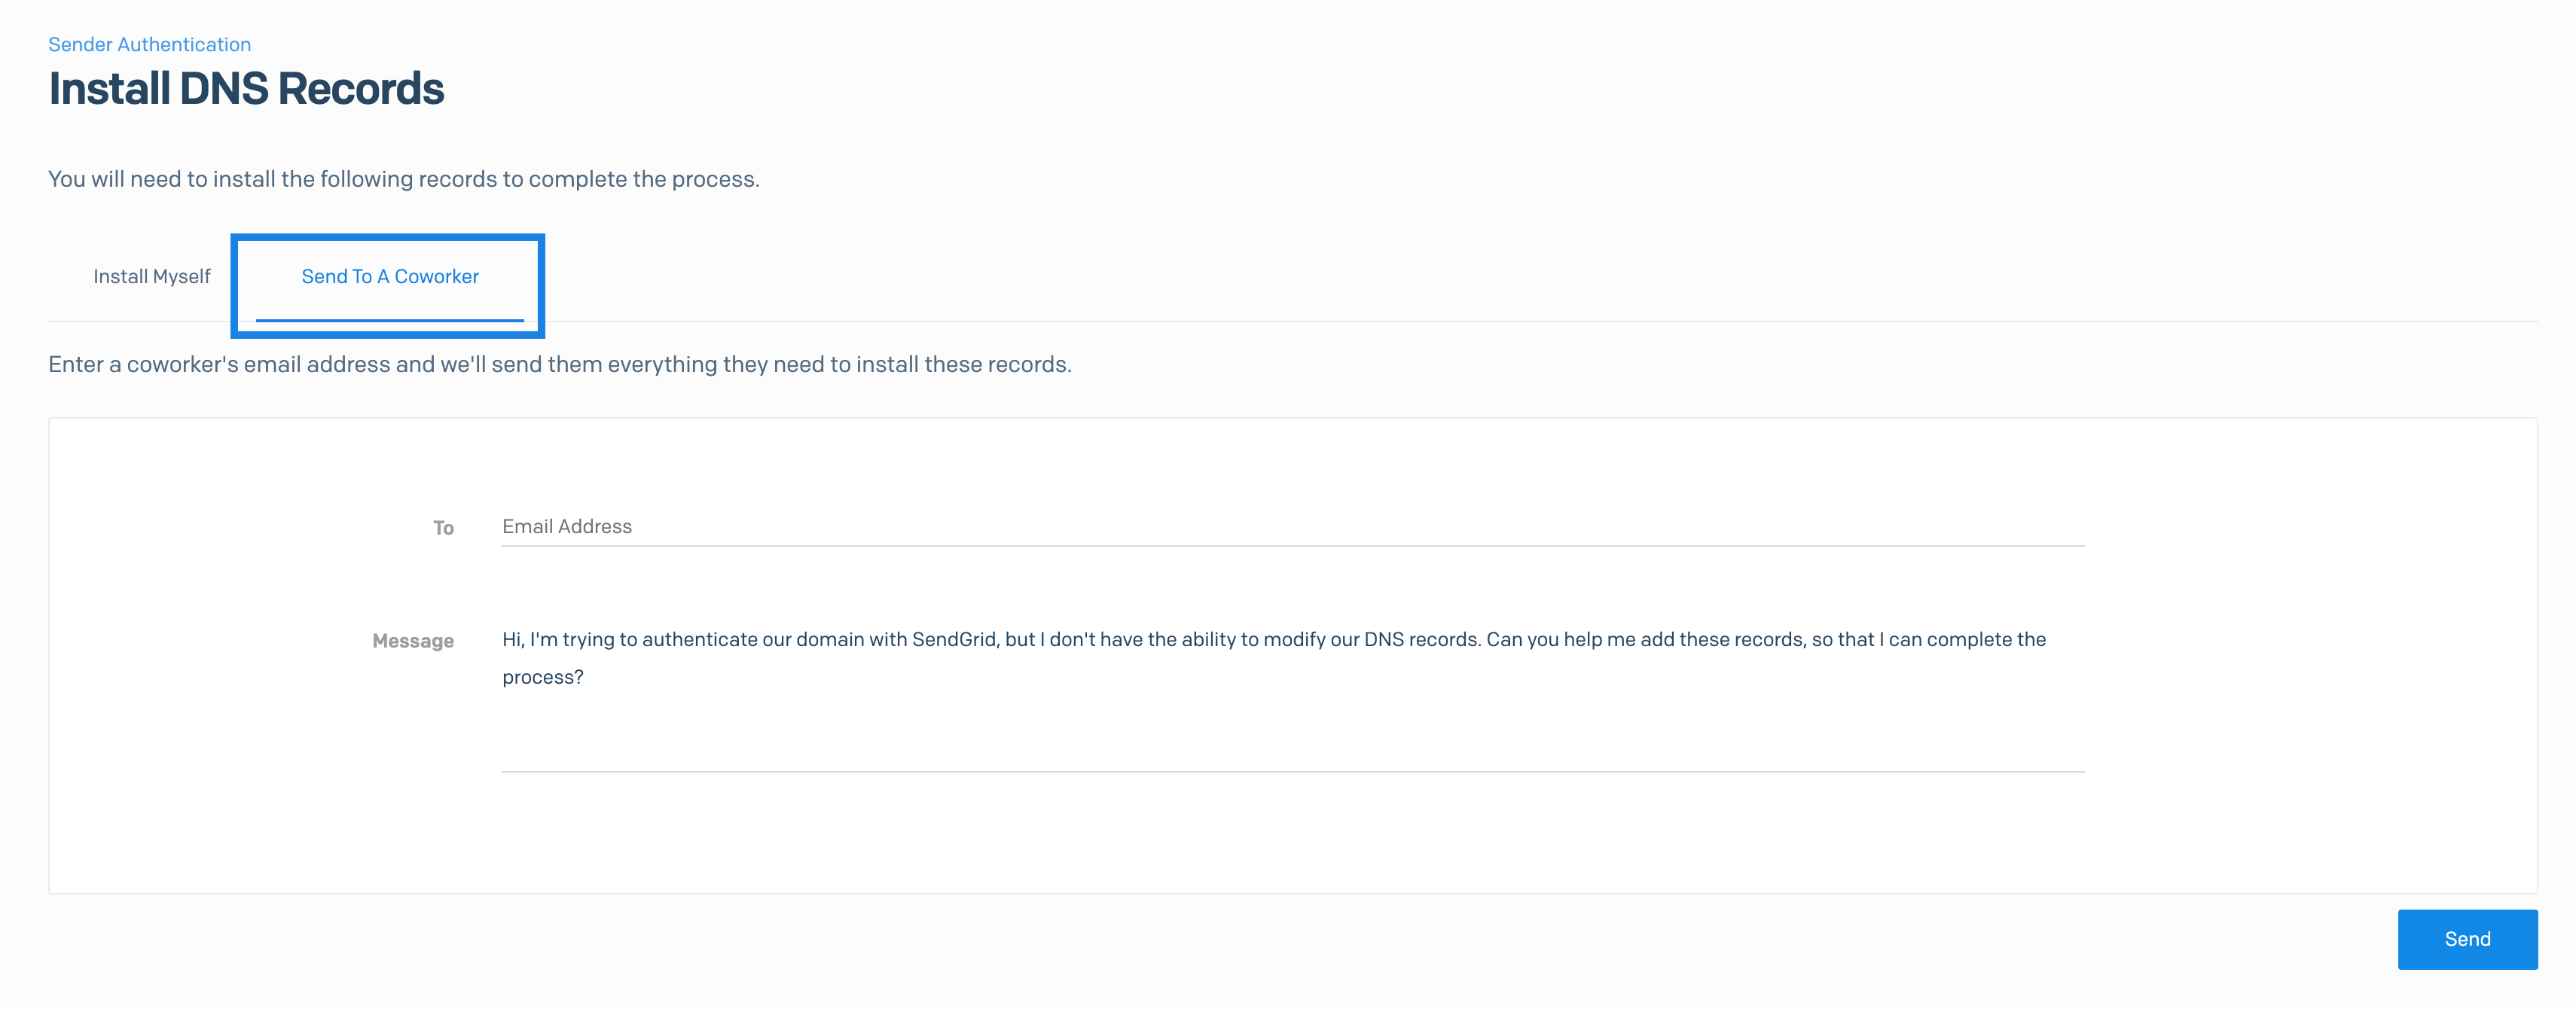 Sender Authentication
Install DNS Records
You will need to install the following records to complete the process.
Install Myself
Send To A Coworker
Enter a coworker's email address and we'll send them everything they need to install these records.
To
Email Address
Message
Hi, I'm trying to authenticate our domain with SendGrid, but I don't have the ability to modify our DNS records. Can you help me add these records, so that I can complete the
process?
Send